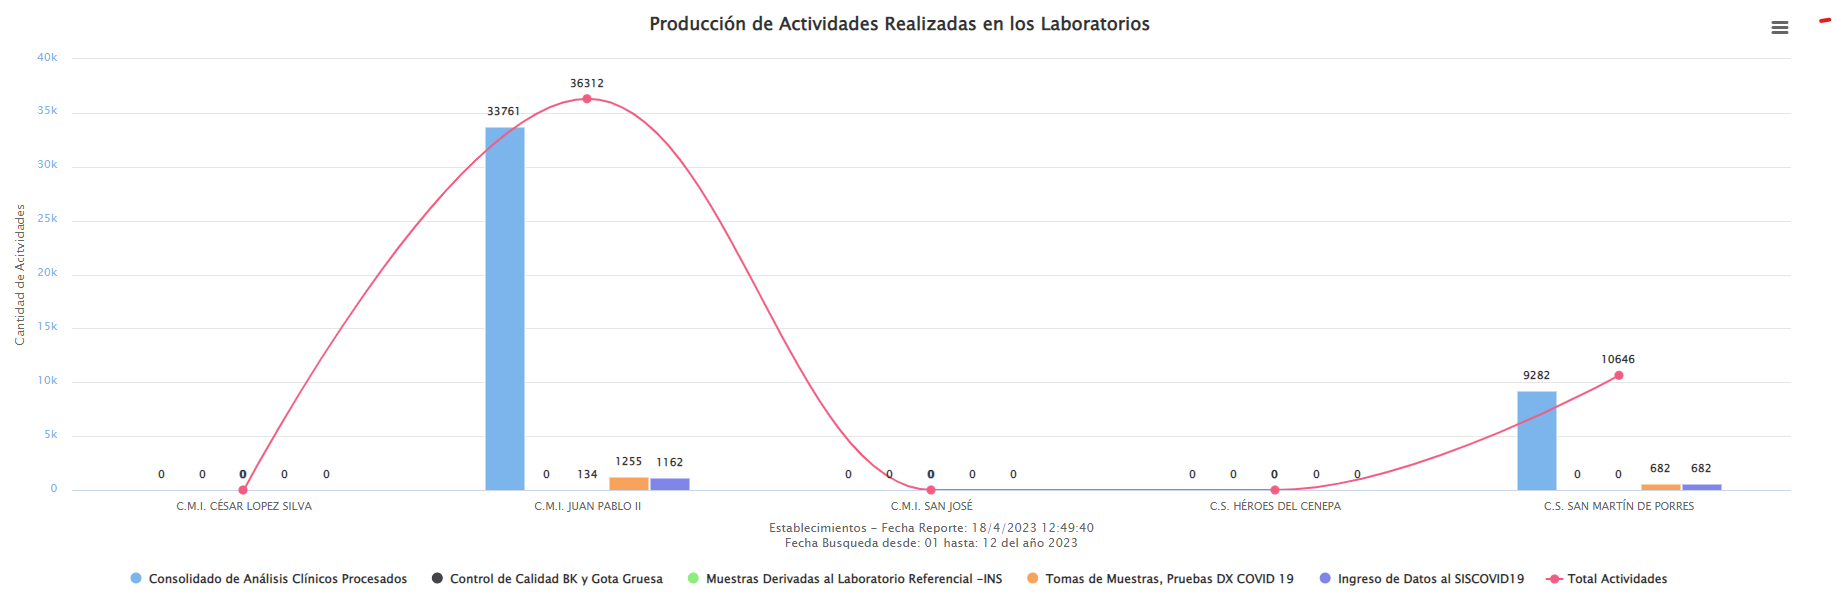 Producción de Actividades Realizadas en los Laboratorios
Cantidad de Acitvidades
40k
35k
30k
25k
20k
15k
10k
5k
0
36312
33761
10646
9282
0 0 0 0 0
0 134 1255 1162
0 0 0 0 0
0 0 0 0 0
0 0 682 682
C.M.I. CÉSAR LOPEZ SILVA
C.M.I. JUAN PABLO II
C.M.I. SAN JOSÉ
C.S. HÉROES DEL CENEPA
C.S. SAN MARTÍN DE PORRES
Establecimientos - Fecha Reporte: 18/4/2023 12:49:40
Fecha Busqueda desde: 01 hasta: 12 del año 2023
Consolidado de Análisis Clínicos Procesados
Control de Calidad BK y Gota Gruesa
Muestras Derivadas al Laboratorio Referencial -INS
Tomas de Muestras, Pruebas DX COVID 19
Ingreso de Datos al SISCOVID19
Total Actividades